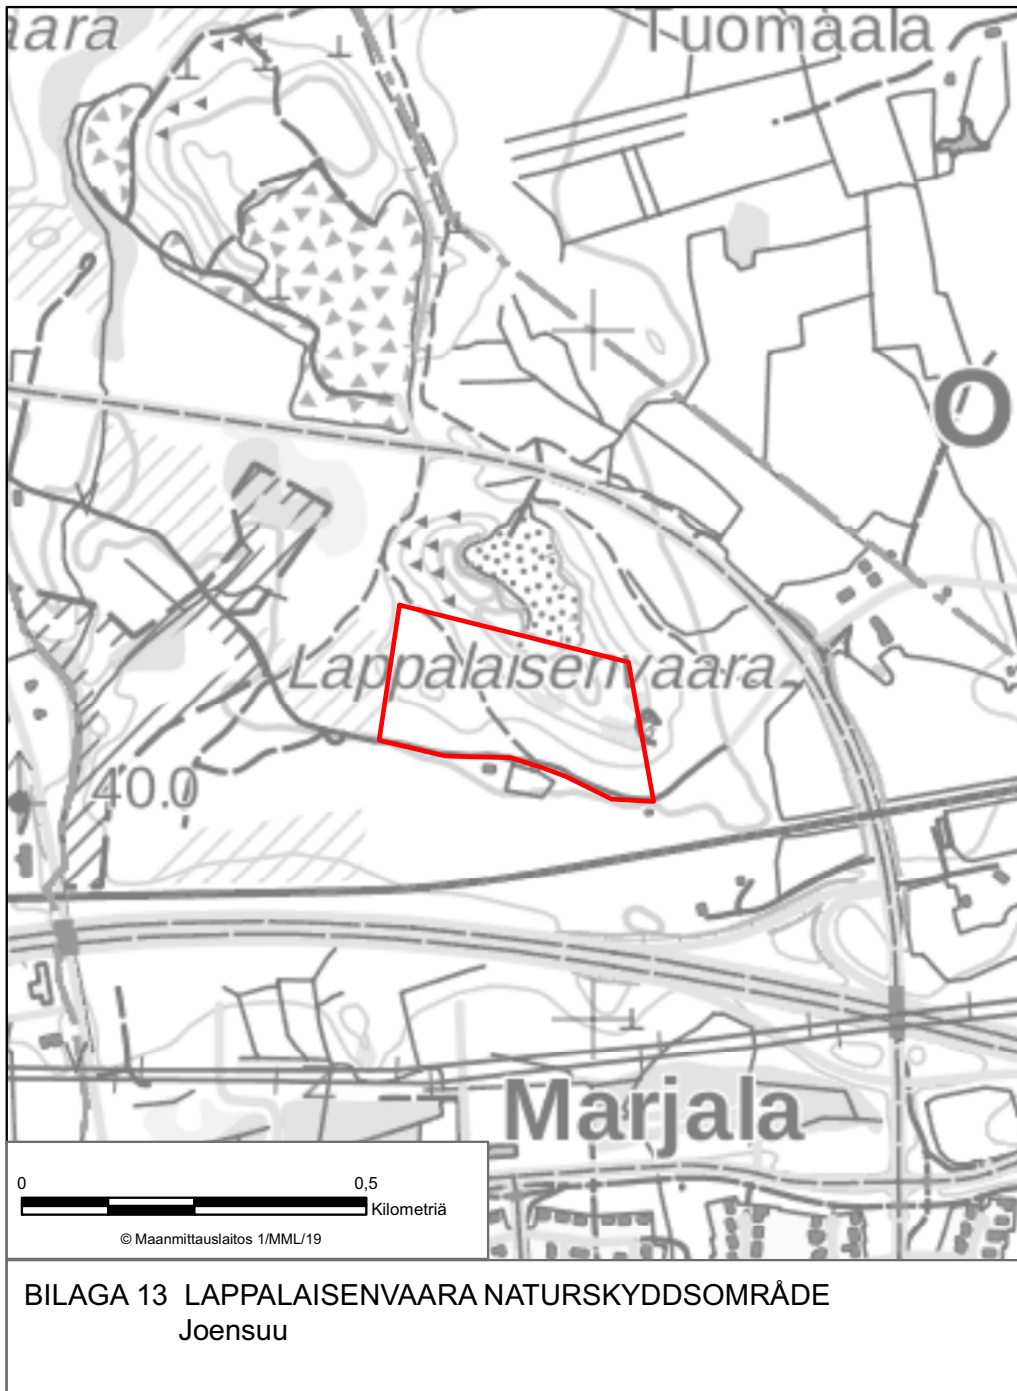 aara
Tuomaala
O
Lappalaisenvaara
40.0
Marjala
0 0,5
Kilometriä
© Maanmittauslaitos 1/MML/19
BILAGA 13 LAPPALAISENVAARA NATURSKYDDSOMRÅDE
Joensuu